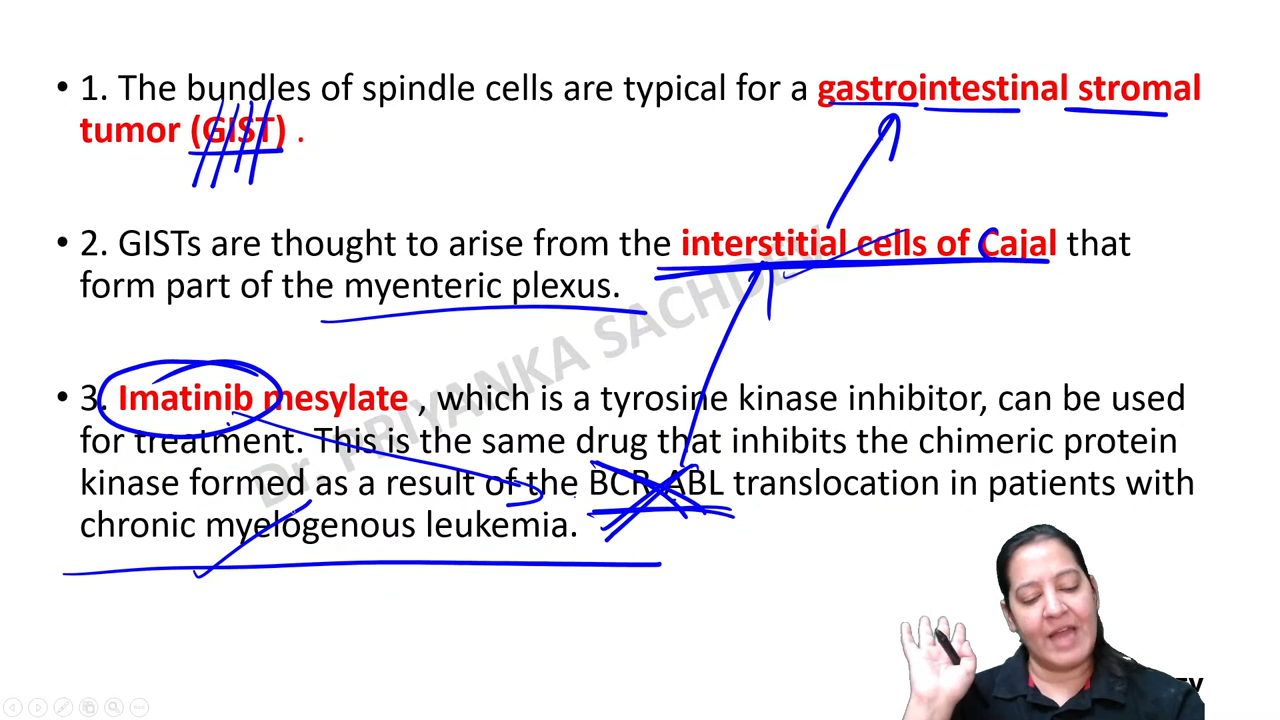 • 1. The bundles of spindle cells are typical for a gastrointestinal stromal
tumor (GIST) .
• 2. GISTs are thought to arise from the interstitial cells of Cajal that
form part of the myenteric plexus.
• 3. Imatinib mesylate , which is a tyrosine kinase inhibitor, can be used
for treatment. This is the same drug that inhibits the chimeric protein
kinase formed as a result of the BCR-ABL translocation in patients with
chronic myelogenous leukemia.
Dr. PRIYANKA SACHDEV